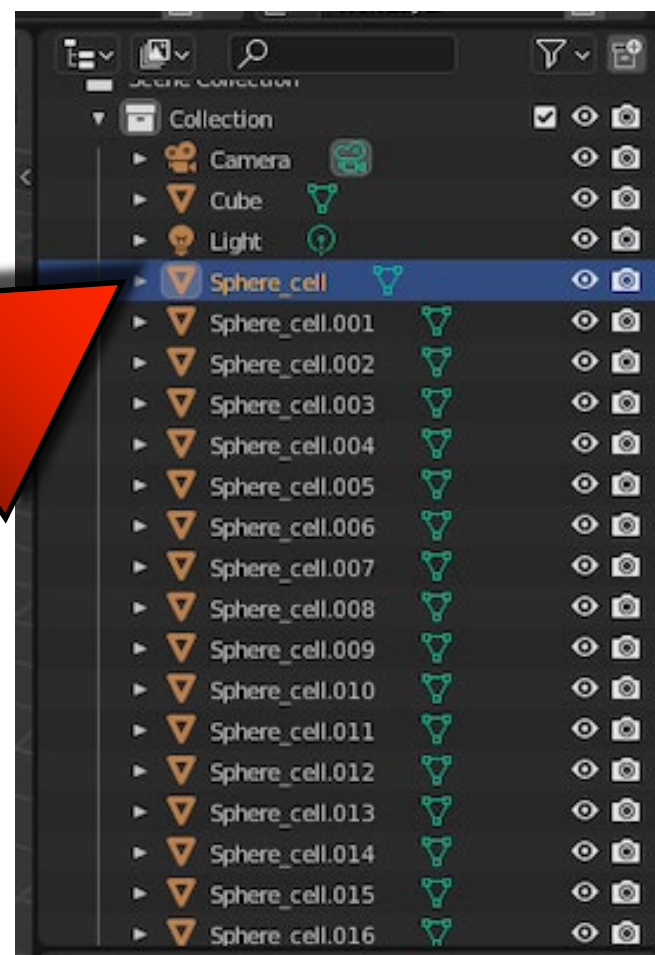 Scene Collection
Collection
Camera
Cube
Light
Sphere_cell
Sphere_cell.001
Sphere_cell.002
Sphere_cell.003
Sphere_cell.004
Sphere_cell.005
Sphere_cell.006
Sphere_cell.007
Sphere_cell.008
Sphere_cell.009
Sphere_cell.010
Sphere_cell.011
Sphere_cell.012
Sphere_cell.013
Sphere_cell.014
Sphere_cell.015
Sphere_cell.016